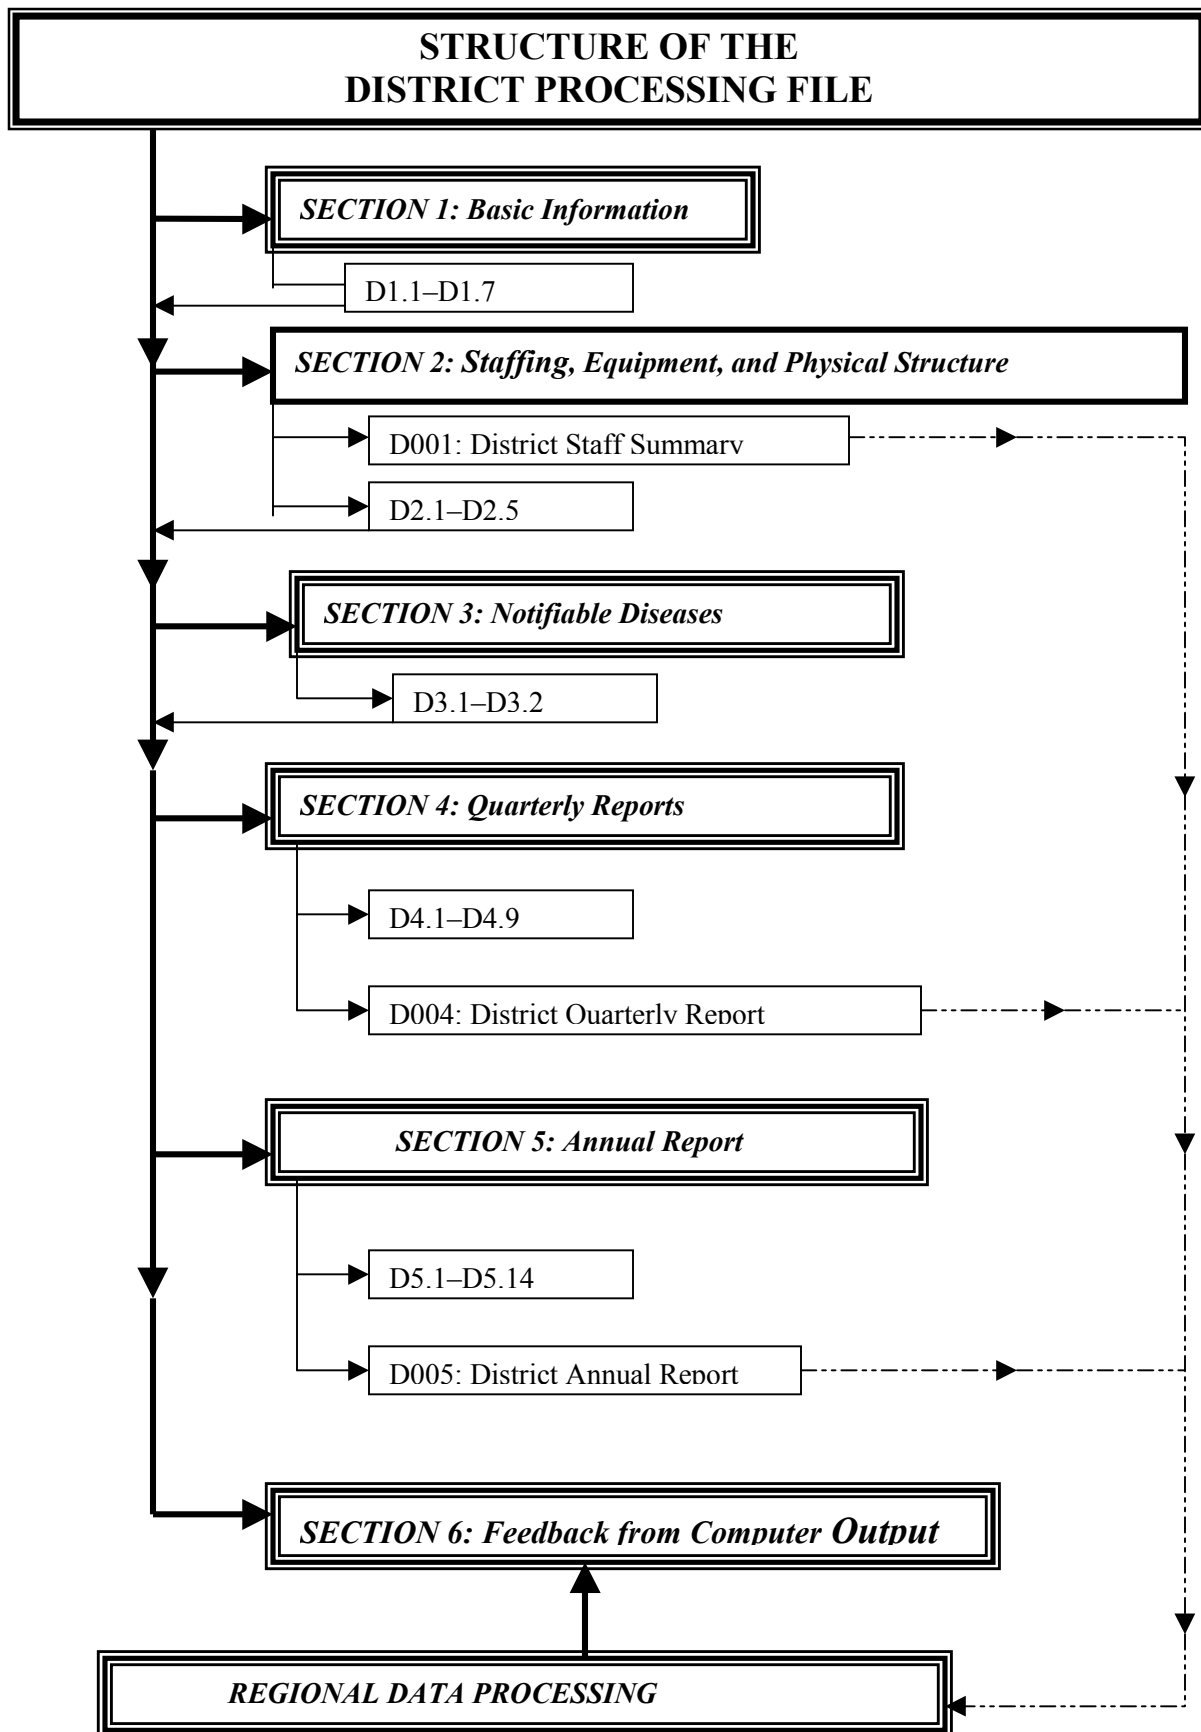 STRUCTURE OF THE
DISTRICT PROCESSING FILE
SECTION 1: Basic Information
D1.1–D1.7
SECTION 2: Staffing, Equipment, and Physical Structure
D001: District Staff Summary
D2.1–D2.5
SECTION 3: Notifiable Diseases
D3.1–D3.2
SECTION 4: Quarterly Reports
D4.1–D4.9
D004: District Quarterly Report
SECTION 5: Annual Report
D5.1–D5.14
D005: District Annual Report
SECTION 6: Feedback from Computer Output
REGIONAL DATA PROCESSING